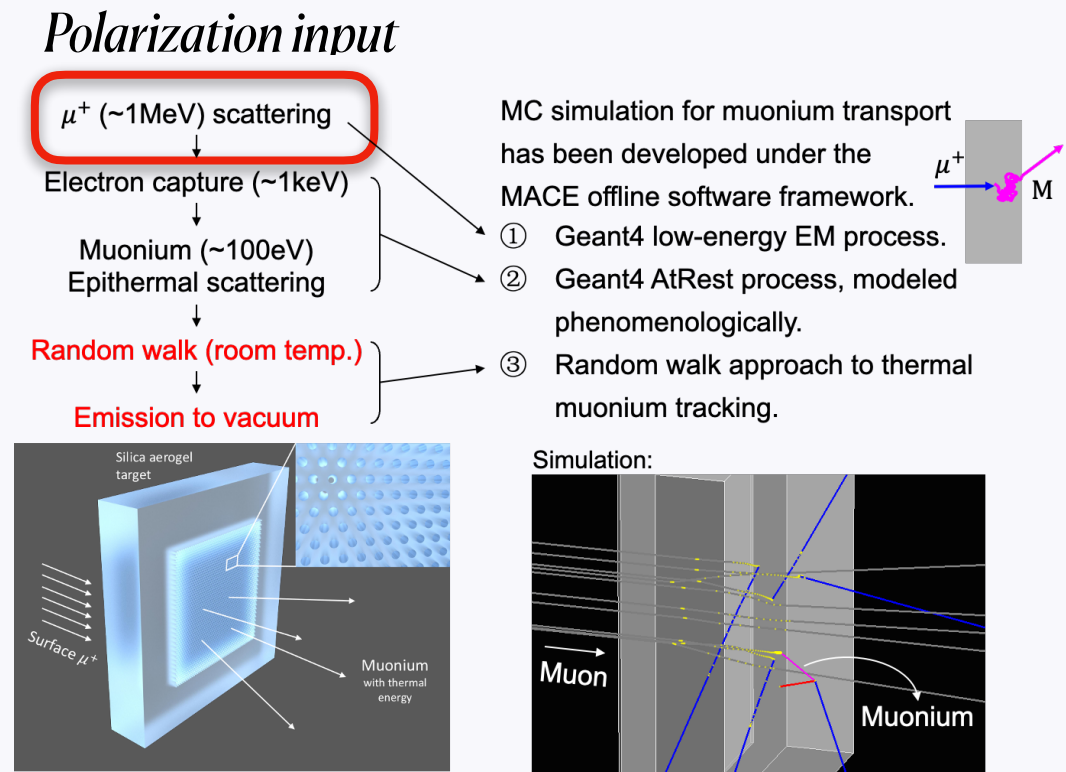 Polarization input
μ⁺ (~1MeV) scattering
Electron capture (~1keV)
Muonium (~100eV)
Epithermal scattering
Random walk (room temp.)
Emission to vacuum
MC simulation for muonium transport
has been developed under the
MACE offline software framework.
① Geant4 low-energy EM process.
② Geant4 AtRest process, modeled
phenomenologically.
③ Random walk approach to thermal
muonium tracking.
μ⁺
M
Silica aerogel
target
Surface μ⁺
Muonium
with thermal
energy
Simulation:
Muon
Muonium